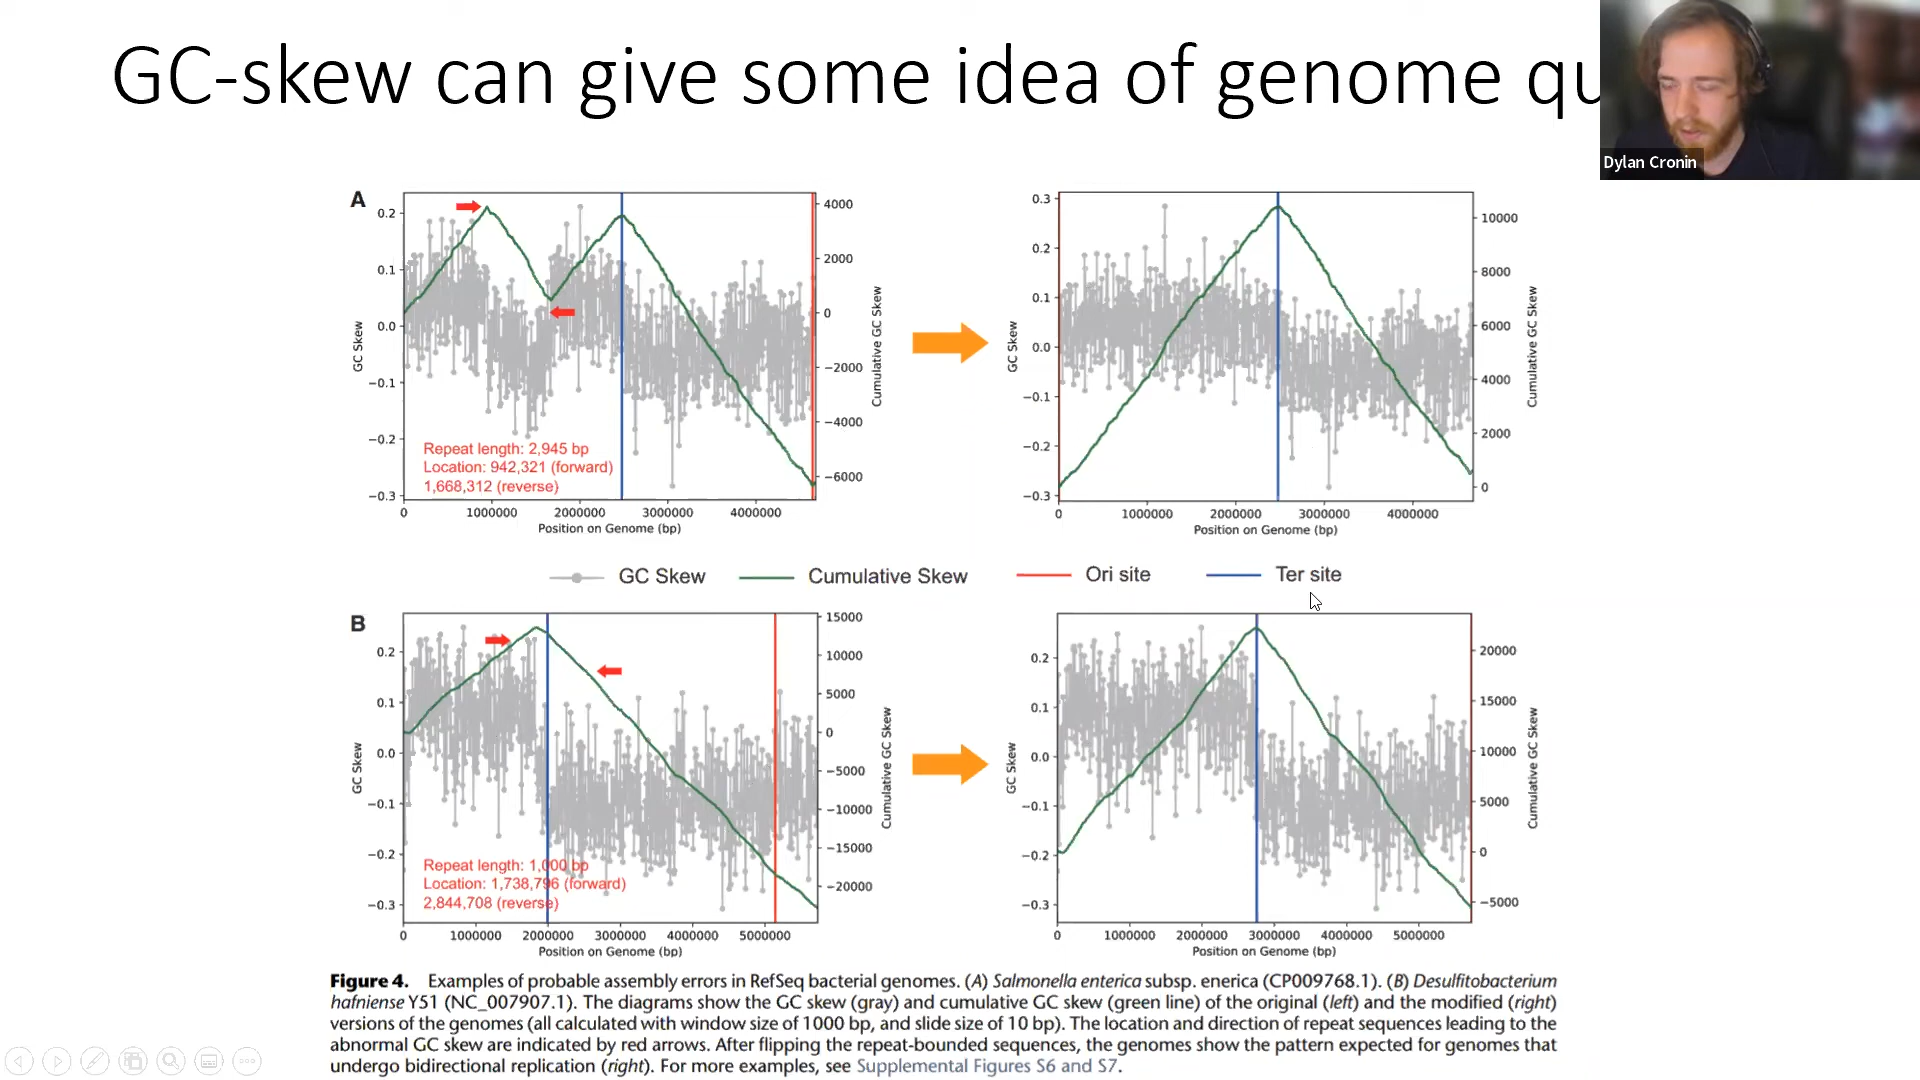 GC-skew can give some idea of genome qu
Dylan Cronin
A
0.2
0.1
0.0
−0.1
−0.2
−0.3
GC Skew
4000
2000
0
−2000
−4000
−6000
Cumulative GC Skew
Repeat length: 2,945 bp
Location: 942,321 (forward)
1,668,312 (reverse)
0 1000000 2000000 3000000 4000000
Position on Genome (bp)
0.3
0.2
0.1
0.0
−0.1
−0.2
−0.3
GC Skew
10000
8000
6000
4000
2000
0
Cumulative GC Skew
0 1000000 2000000 3000000 4000000
Position on Genome (bp)
GC Skew Cumulative Skew Ori site Ter site
B
0.2
0.1
0.0
−0.1
−0.2
−0.3
GC Skew
15000
10000
5000
0
−5000
−10000
−15000
−20000
Cumulative GC Skew
Repeat length: 1,000 bp
Location: 1,738,796 (forward)
2,844,708 (reverse)
0 1000000 2000000 3000000 4000000 5000000
Position on Genome (bp)
0.2
0.1
0.0
−0.1
−0.2
−0.3
GC Skew
20000
15000
10000
5000
0
−5000
Cumulative GC Skew
0 1000000 2000000 3000000 4000000 5000000
Position on Genome (bp)
Figure 4. Examples of probable assembly errors in RefSeq bacterial genomes. (A) Salmonella enterica subsp. enerica (CP009768.1). (B) Desulfitobacterium
hafniense Y51 (NC_007907.1). The diagrams show the GC skew (gray) and cumulative GC skew (green line) of the original (left) and the modified (right)
versions of the genomes (all calculated with window size of 1000 bp, and slide size of 10 bp). The location and direction of repeat sequences leading to the
abnormal GC skew are indicated by red arrows. After flipping the repeat-bounded sequences, the genomes show the pattern expected for genomes that
undergo bidirectional replication (right). For more examples, see Supplemental Figures S6 and S7.